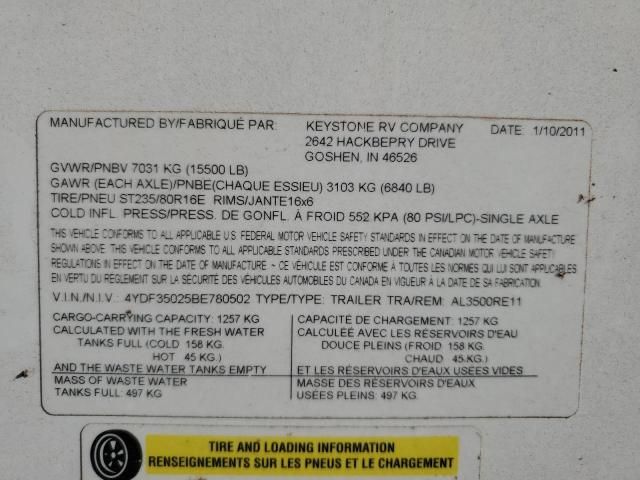 MANUFACTURED BY/FABRIQUÉ PAR: KEYSTONE RV COMPANY DATE: 1/10/2011
2642 HACKBEPRY DRIVE
GOSHEN, IN 46526
GVWR/PNBV 7031 KG (15500 LB)
GAWR (EACH AXLE)/PNBE(CHAQUE ESSIEU) 3103 KG (6840 LB)
TIRE/PNEU ST235/80R16E RIMS/JANTE16x6
COLD INFL. PRESS/PRESS. DE GONFL. À FROID 552 KPA (80 PSI/LPC)-SINGLE AXLE
THIS VEHICLE CONFORMS TO ALL APPLICABLE U.S. FEDERAL MOTOR VEHICLE SAFETY STANDARDS IN EFFECT ON THE DATE OF MANUFACTURE
SHOWN ABOVE. THIS VEHICLE CONFORMS TO ALL APPLICABLE STANDARDS PRESCRIBED UNDER THE CANADIAN MOTOR VEHICLE SAFETY
REGULATIONS IN EFFECT ON THE DATE OF MANUFACTURE ~ CE VÉHICULE EST CONFORME À TOUTES LES NORMES QUI LUI SONT APPLICABLES
EN VERTU DU REGLEMENT SUR LA SÉCURITÉ DES VÉHICULES AUTOMOBILES DU CANADA EN VIGUEUR À LA DATE DE SA FABRICATION.
V.I.N./N.I.V.: 4YDF35025BE780502 TYPE/TYPE: TRAILER TRA/REM: AL3500RE11
CARGO-CARRYING CAPACITY: 1257 KG
CALCULATED WITH THE FRESH WATER
TANKS FULL (COLD 158 KG.
HOT 45 KG.)
AND THE WASTE WATER TANKS EMPTY
MASS OF WASTE WATER
TANKS FULL: 497 KG
CAPACITÉ DE CHARGEMENT: 1257 KG
CALCULÉE AVEC LES RÉSERVOIRS D'EAU
DOUCE PLEINS (FROID 158 KG.
CHAUD 45.KG.)
ET LES RÉSERVOIRS D'EAUX USÉES VIDES
MASSE DES RÉSERVOIRS D'EAUX
USÉES PLEINS: 497 KG.
TIRE AND LOADING INFORMATION
RENSEIGNEMENTS SUR LES PNEUS ET LE CHARGEMENT